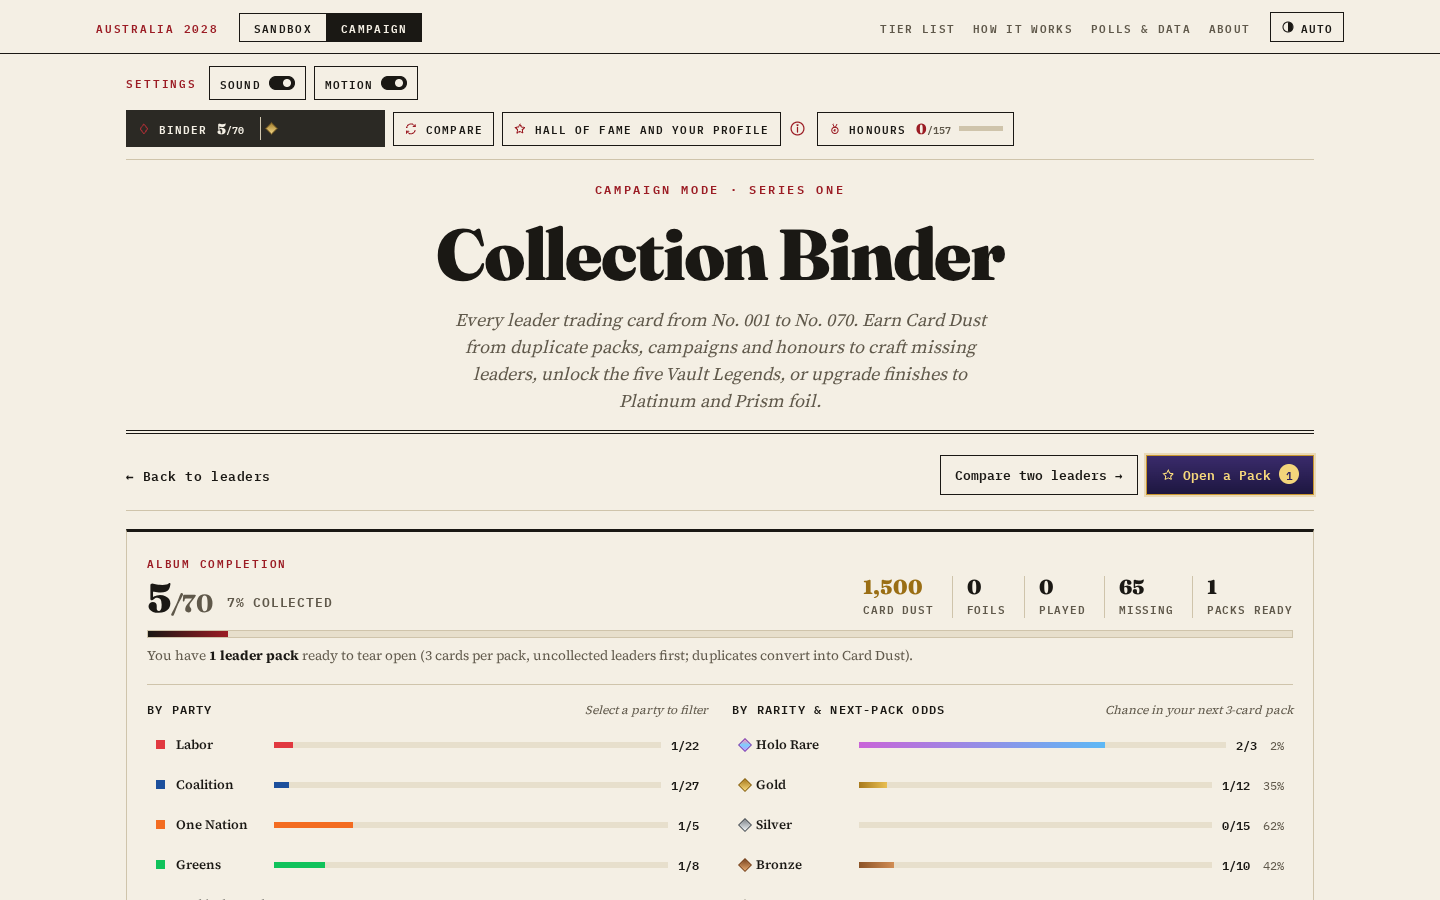 AUSTRALIA 2028 SANDBOX CAMPAIGN TIER LIST HOW IT WORKS POLLS & DATA ABOUT AUTO
SETTINGS SOUND MOTION
BINDER 5/70 COMPARE HALL OF FAME AND YOUR PROFILE HONOURS 0/157
CAMPAIGN MODE · SERIES ONE
Collection Binder
Every leader trading card from No. 001 to No. 070. Earn Card Dust
from duplicate packs, campaigns and honours to craft missing
leaders, unlock the five Vault Legends, or upgrade finishes to
Platinum and Prism foil.
← Back to leaders Compare two leaders → Open a Pack 1
ALBUM COMPLETION
5/70 7% COLLECTED
1,500 0 0 65 1
CARD DUST FOILS PLAYED MISSING PACKS READY
You have 1 leader pack ready to tear open (3 cards per pack, uncollected leaders first; duplicates convert into Card Dust).
BY PARTY Select a party to filter BY RARITY & NEXT-PACK ODDS Chance in your next 3-card pack
Labor 1/22 Holo Rare 2/3 2%
Coalition 1/27 Gold 1/12 35%
One Nation 1/5 Silver 0/15 62%
Greens 1/8 Bronze 1/10 42%